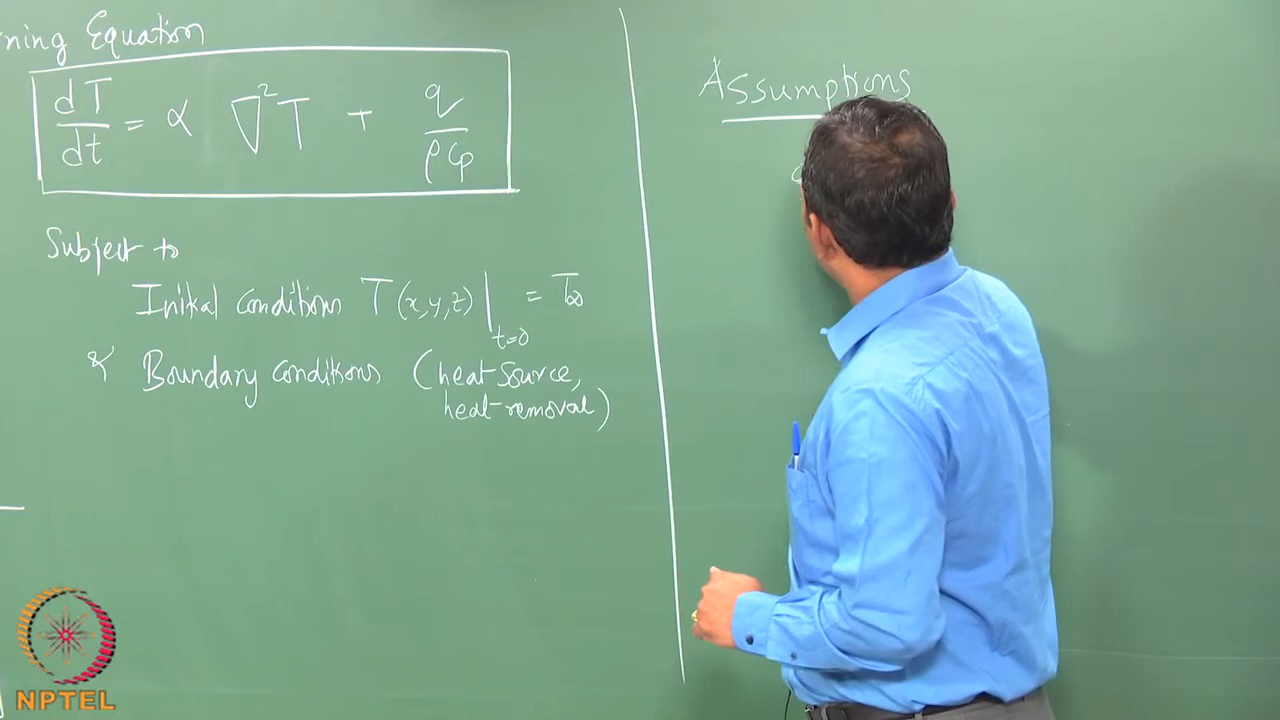 ning Equation
dT/dt = α ∇²T + q/ρCp
Subject to
Initial conditions T(x,y,z)|t=0 = T∞
& Boundary conditions (heat-source,
heat-removal)
Assumptions
NPTEL